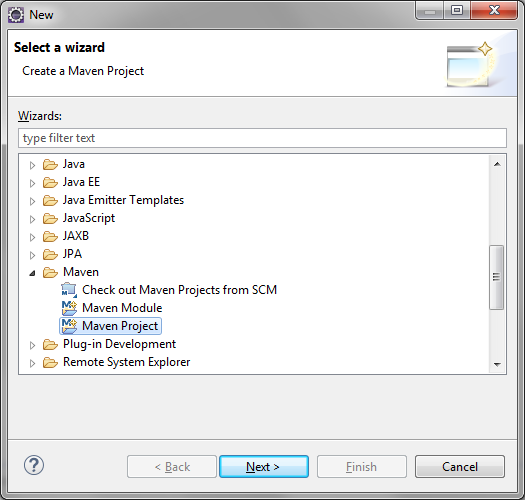 New
Select a wizard
Create a Maven Project
Wizards:
type filter text
Java
Java EE
Java Emitter Templates
JavaScript
JAXB
JPA
Maven
Check out Maven Projects from SCM
Maven Module
Maven Project
Plug-in Development
Remote System Explorer
? < Back Next > Finish Cancel